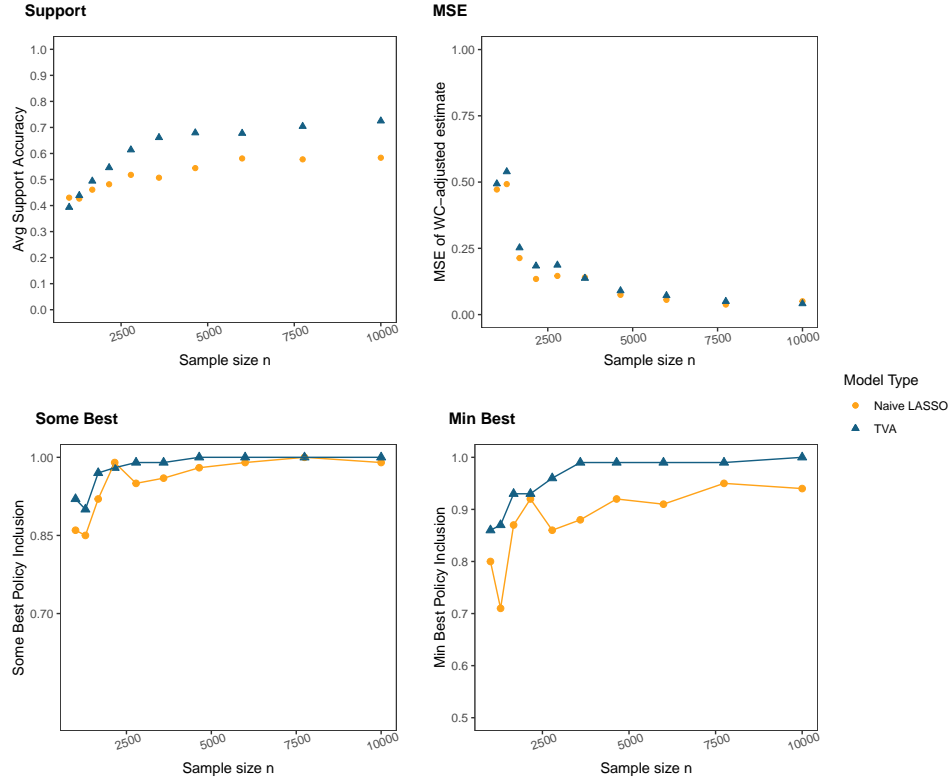 Support
Avg Support Accuracy
1.0
0.9
0.8
0.7
0.6
0.5
0.4
0.3
0.2
0.1
0.0
2500
5000
7500
10000
Sample size n
MSE
MSE of WC−adjusted estimate
1.00
0.75
0.50
0.25
0.00
2500
5000
7500
10000
Sample size n
Model Type
Naive LASSO
TVA
Some Best
Some Best Policy Inclusion
1.00
0.85
0.70
2500
5000
7500
10000
Sample size n
Min Best
Min Best Policy Inclusion
1.0
0.9
0.8
0.7
0.6
0.5
2500
5000
7500
10000
Sample size n